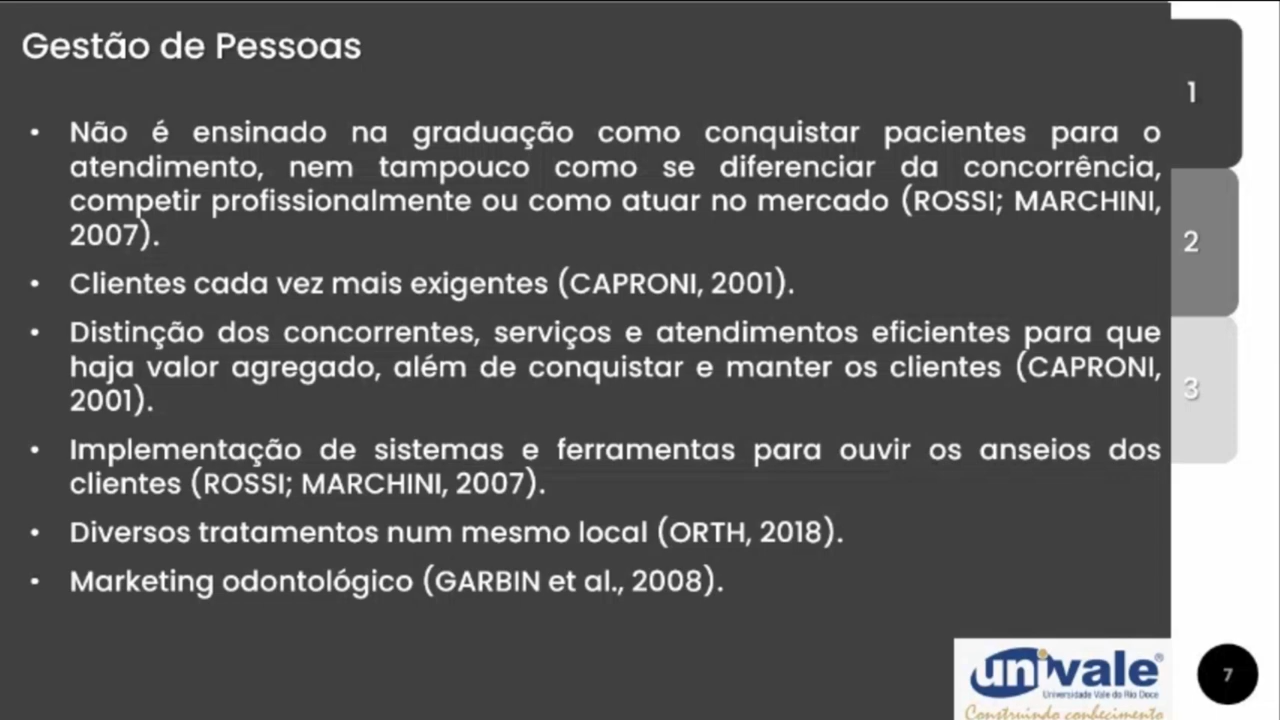 Gestão de Pessoas
• Não é ensinado na graduação como conquistar pacientes para o
atendimento, nem tampouco como se diferenciar da concorrência,
competir profissionalmente ou como atuar no mercado (ROSSI; MARCHINI,
2007).
• Clientes cada vez mais exigentes (CAPRONI, 2001).
• Distinção dos concorrentes, serviços e atendimentos eficientes para que
haja valor agregado, além de conquistar e manter os clientes (CAPRONI,
2001).
• Implementação de sistemas e ferramentas para ouvir os anseios dos
clientes (ROSSI; MARCHINI, 2007).
• Diversos tratamentos num mesmo local (ORTH, 2018).
• Marketing odontológico (GARBIN et al., 2008).
1
2
3
univale®
Universidade Vale do Rio Doce
Construindo conhecimento
7